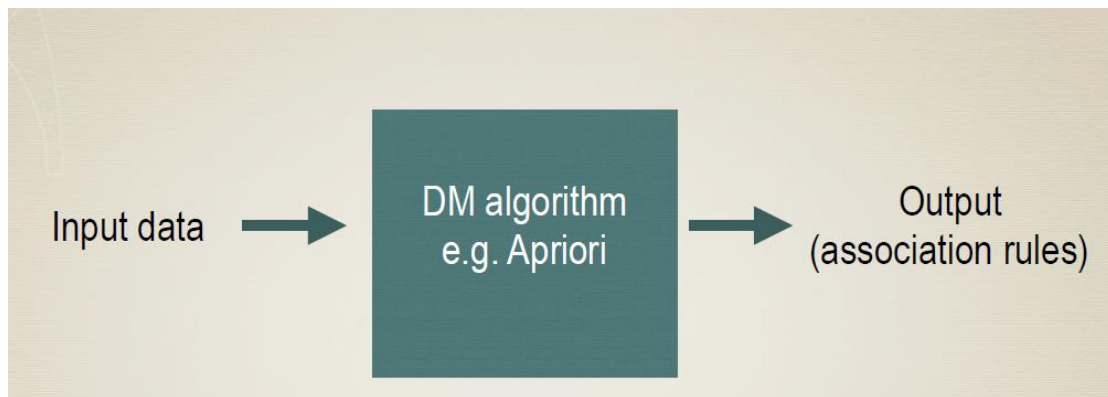 Input data
DM algorithm
e.g. Apriori
Output
(association rules)